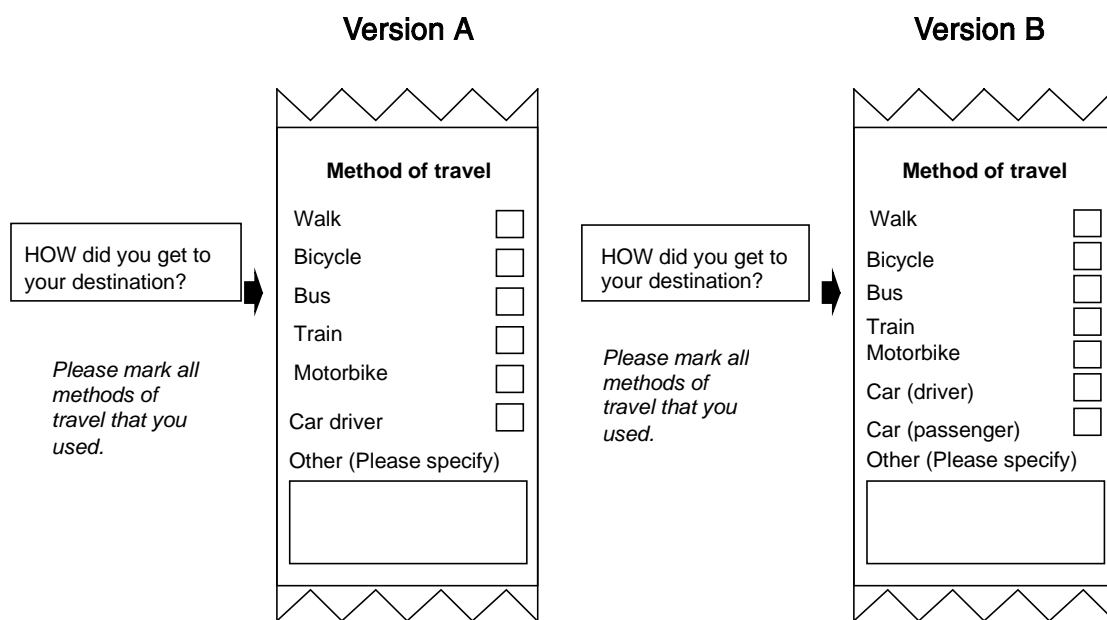 Version A
Method of travel
HOW did you get to
your destination?
Please mark all
methods of
travel that you
used.
Walk
Bicycle
Bus
Train
Motorbike
Car driver
Other (Please specify)
Version B
Method of travel
HOW did you get to
your destination?
Please mark all
methods of
travel that you
used.
Walk
Bicycle
Bus
Train
Motorbike
Car (driver)
Car (passenger)
Other (Please specify)